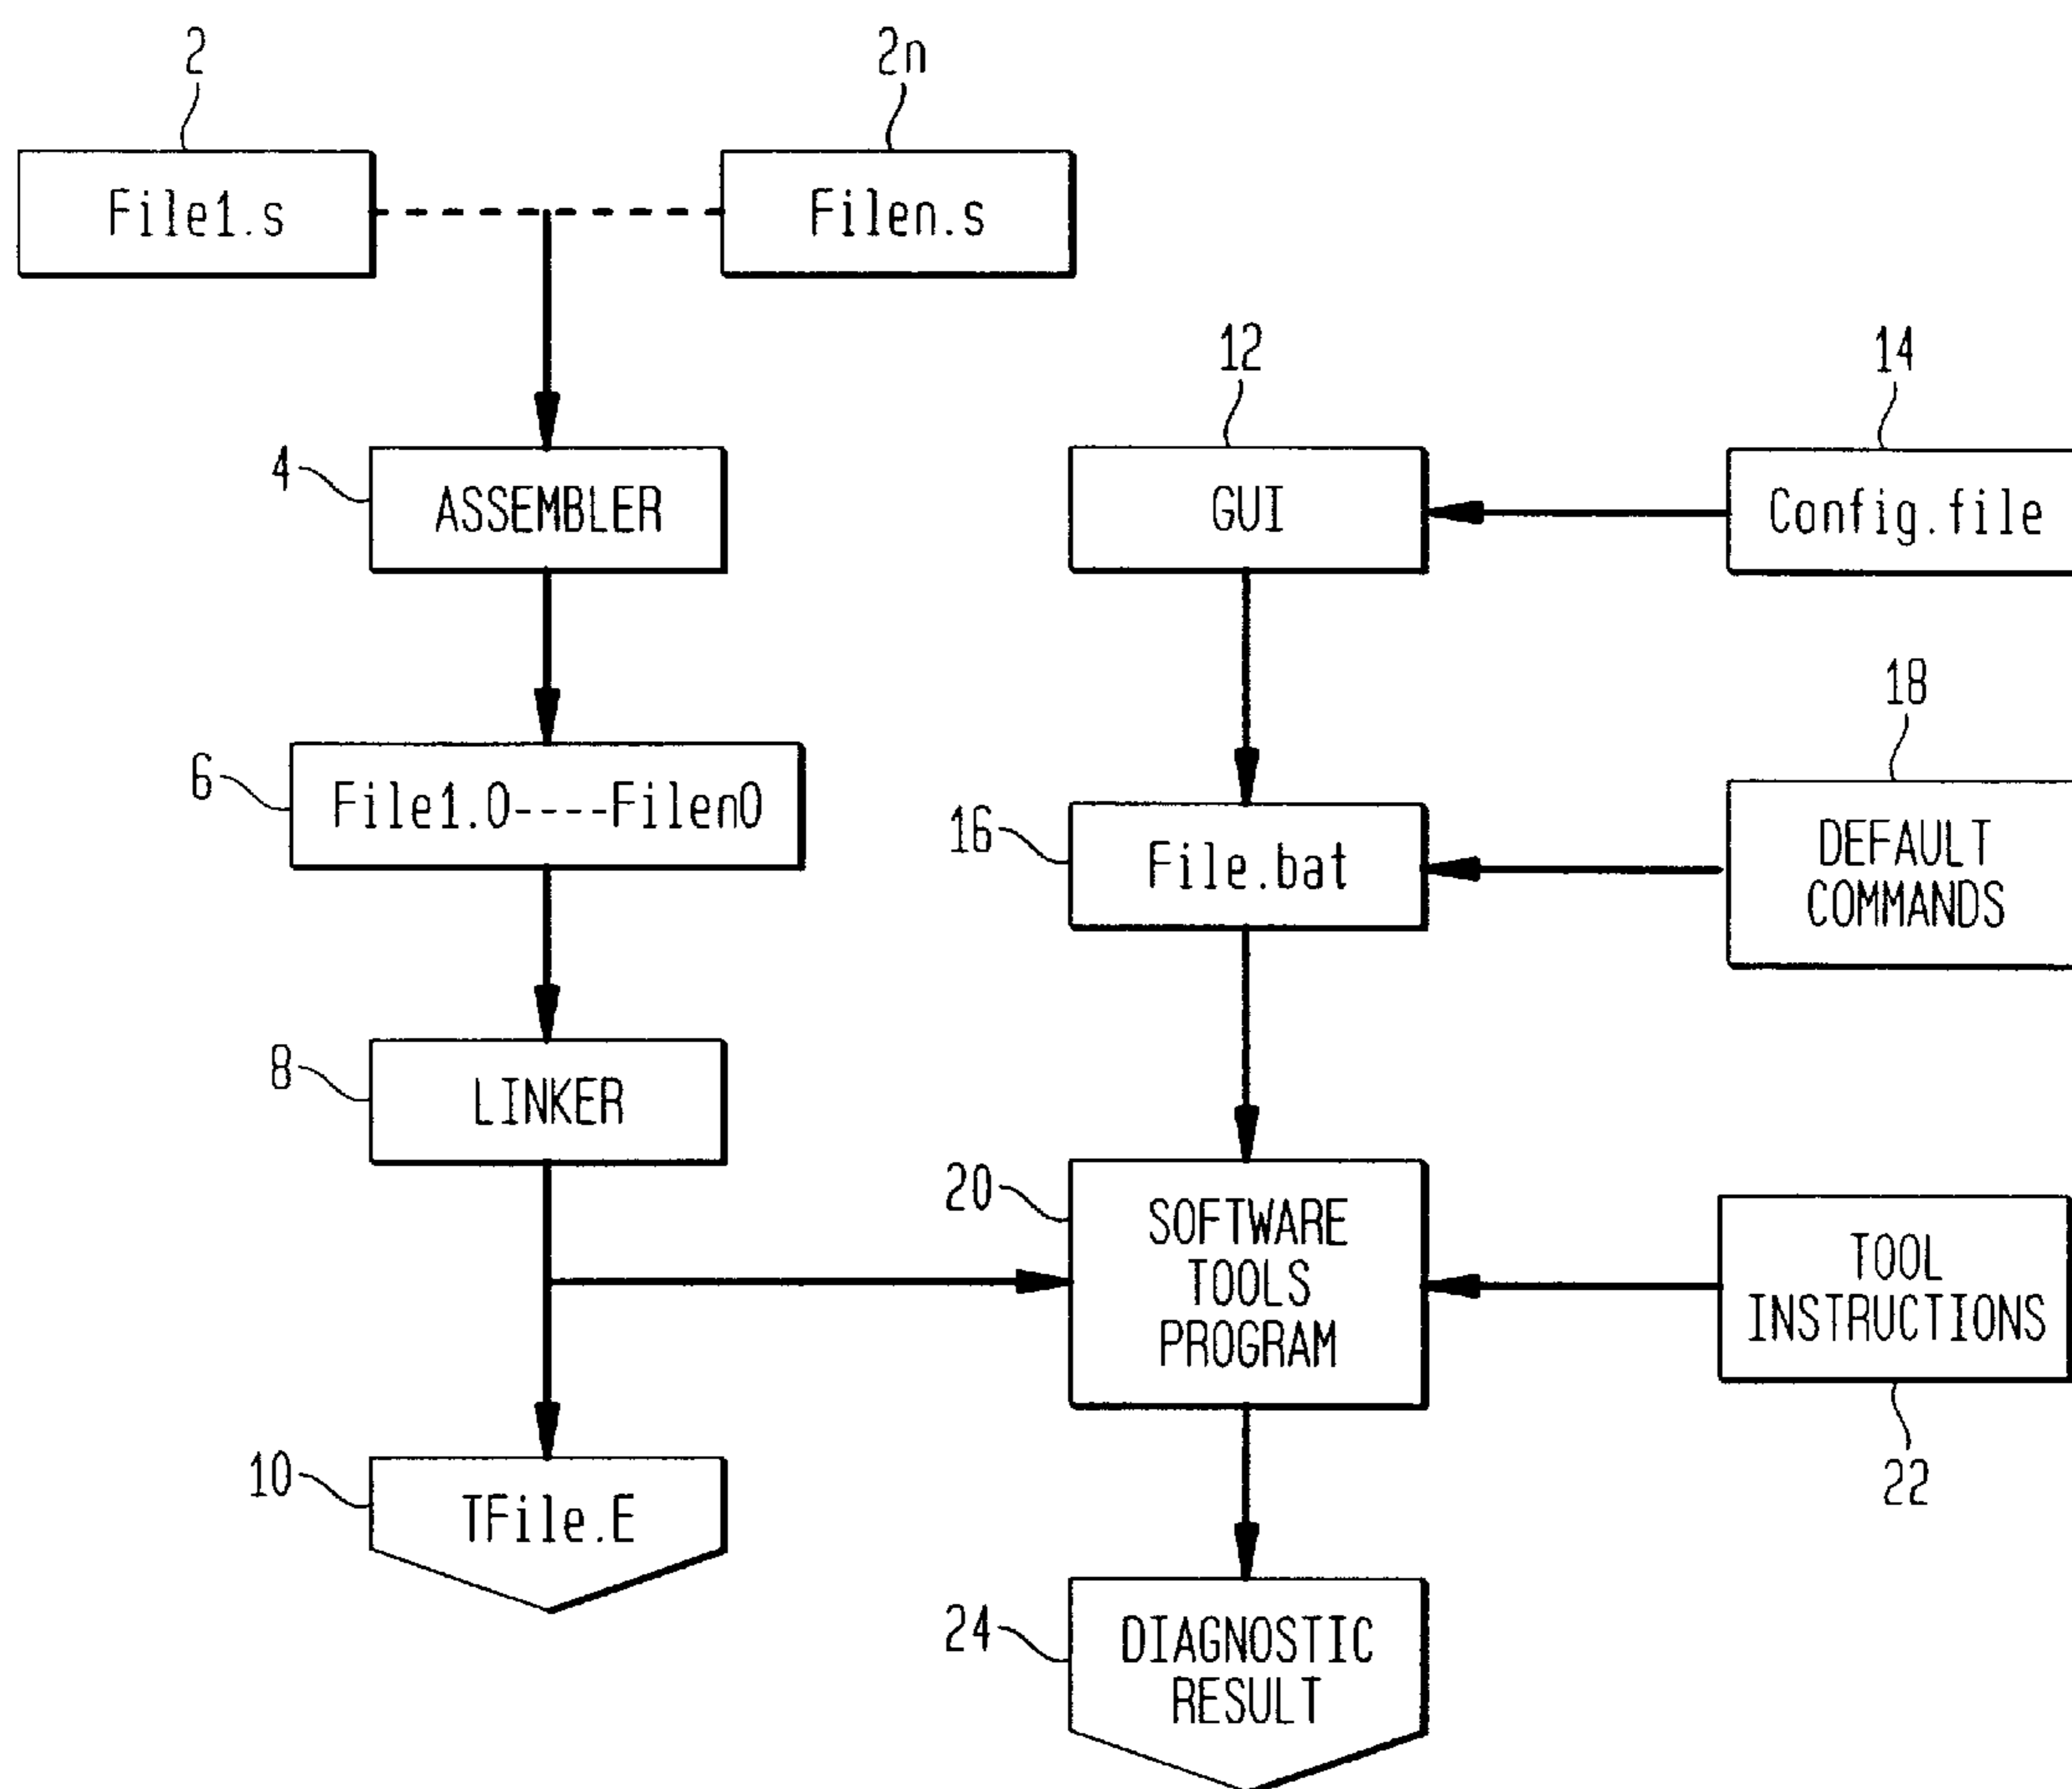 2
2n
File1.s
Filen.s
12
14
4
ASSEMBLER
GUI
Config.file
18
6
File1.0----Filen0
16
File.bat
DEFAULT
COMMANDS
8
LINKER
20
SOFTWARE
TOOLS
PROGRAM
TOOL
INSTRUCTIONS
22
10
TFile.E
24
DIAGNOSTIC
RESULT